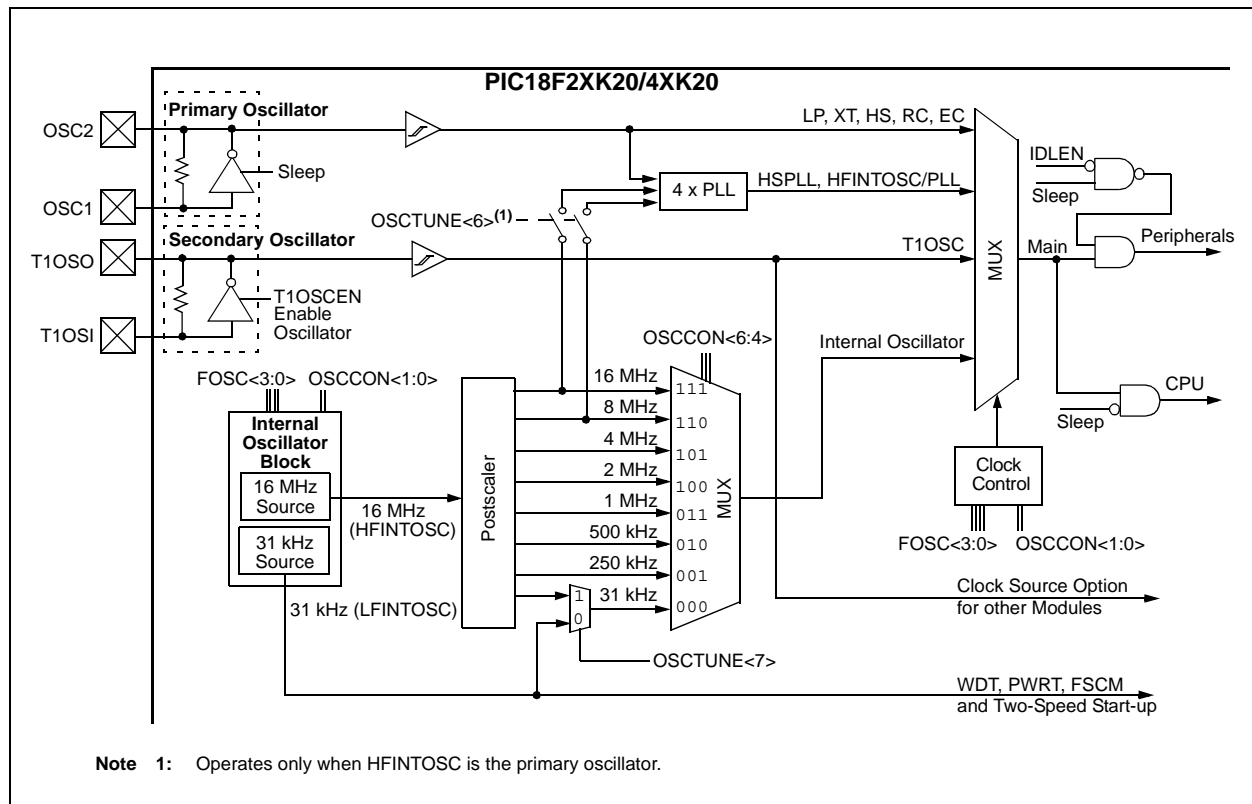 PIC18F2XK20/4XK20
Primary Oscillator
OSC2
OSC1
Sleep
LP, XT, HS, RC, EC
4 x PLL
HSPLL, HFINTOSC/PLL
OSCTUNE<6>(1)
Secondary Oscillator
T1OSO
T1OSI
T1OSCEN
Enable
Oscillator
T1OSC
MUX
IDLEN
Sleep
Main
Peripherals
Internal Oscillator
CPU
Sleep
Clock
Control
FOSC<3:0>
OSCCON<1:0>
OSCCON<6:4>
FOSC<3:0>
OSCCON<1:0>
Internal
Oscillator
Block
16 MHz
Source
31 kHz
Source
16 MHz
(HFINTOSC)
31 kHz (LFINTOSC)
Postscaler
16 MHz
8 MHz
4 MHz
2 MHz
1 MHz
500 kHz
250 kHz
31 kHz
1
0
111
110
101
100
011
010
001
000
MUX
OSCTUNE<7>
Clock Source Option
for other Modules
WDT, PWRT, FSCM
and Two-Speed Start-up
Note 1: Operates only when HFINTOSC is the primary oscillator.